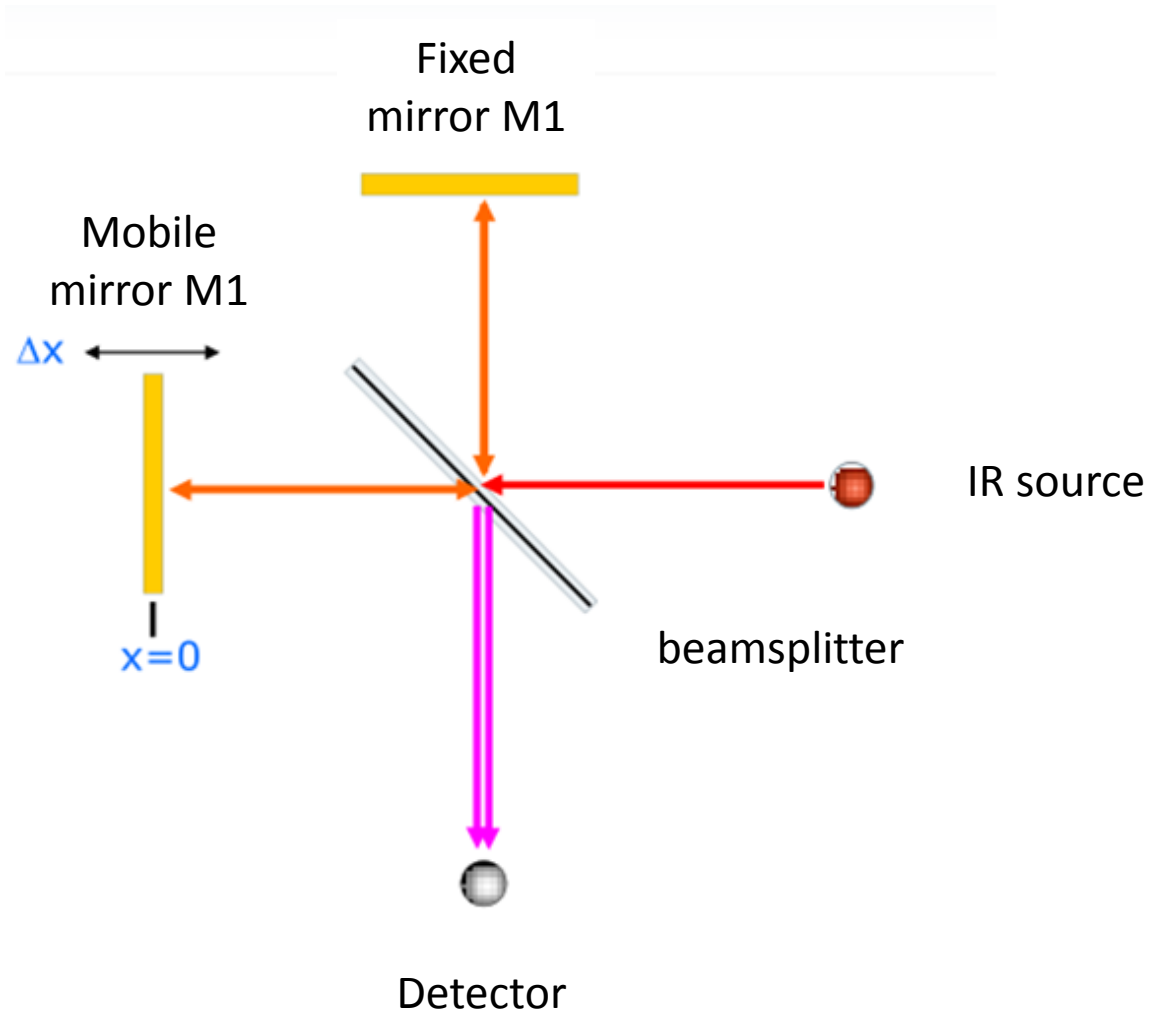 Fixed
mirror M1
Mobile
mirror M1
Δx
IR source
x=0
beamsplitter
Detector